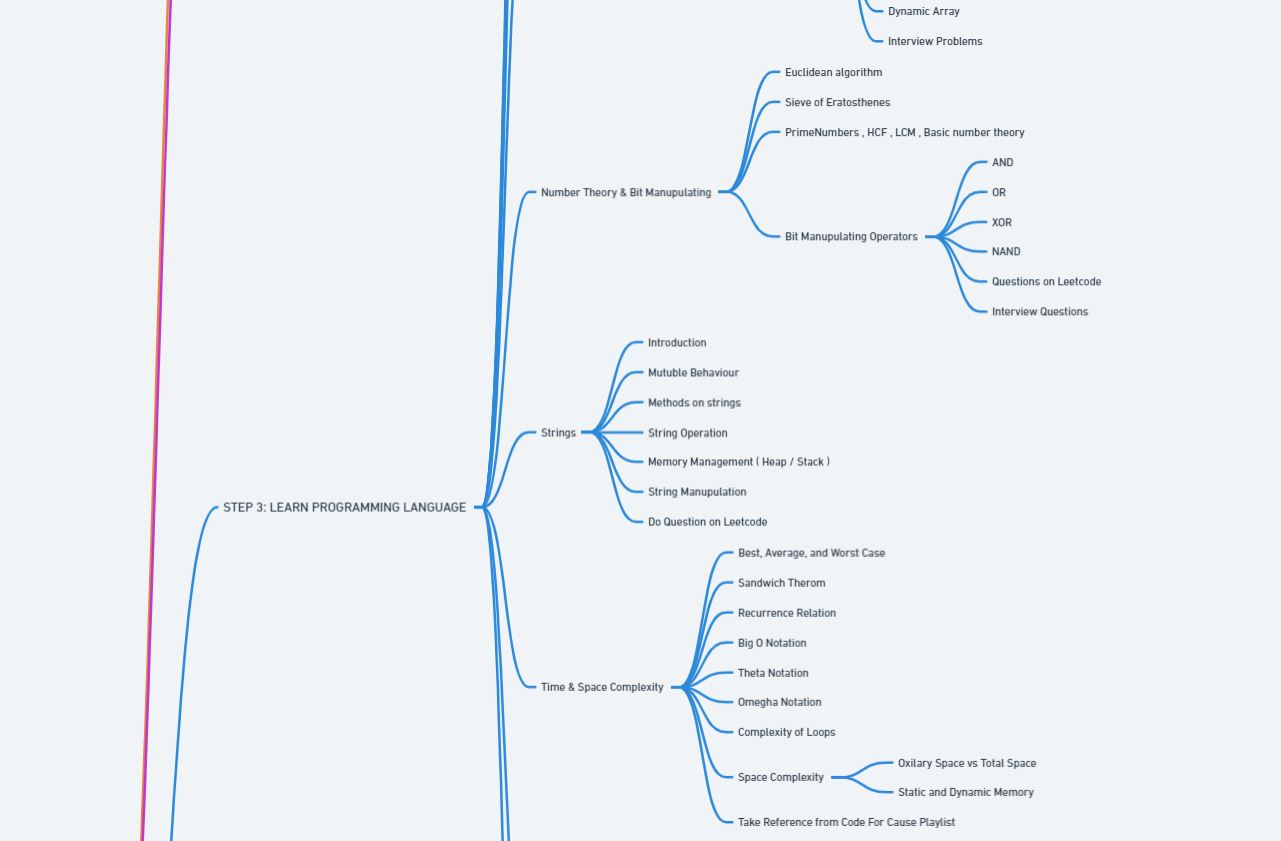 Dynamic Array
Interview Problems
Euclidean algorithm
Sieve of Eratosthenes
PrimeNumbers , HCF , LCM , Basic number theory
AND
OR
Number Theory & Bit Manupulating
XOR
Bit Manupulating Operators
NAND
Questions on Leetcode
Interview Questions
Introduction
Mutuble Behaviour
Methods on strings
Strings
String Operation
Memory Management ( Heap / Stack )
String Manupulation
Do Question on Leetcode
STEP 3: LEARN PROGRAMMING LANGUAGE
Best, Average, and Worst Case
Sandwich Therom
Recurrence Relation
Big O Notation
Theta Notation
Time & Space Complexity
Omegha Notation
Complexity of Loops
Space Complexity
Oxilary Space vs Total Space
Static and Dynamic Memory
Take Reference from Code For Cause Playlist